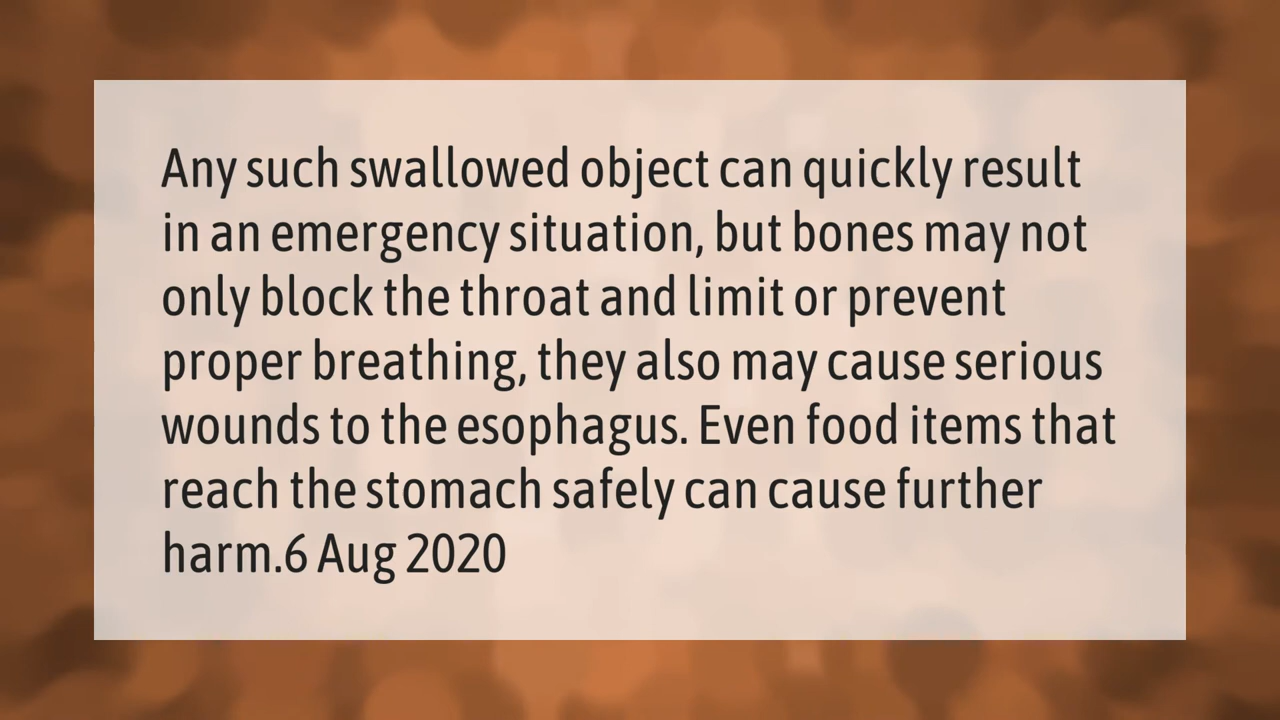 Any such swallowed object can quickly result
in an emergency situation, but bones may not
only block the throat and limit or prevent
proper breathing, they also may cause serious
wounds to the esophagus. Even food items that
reach the stomach safely can cause further
harm.6 Aug 2020